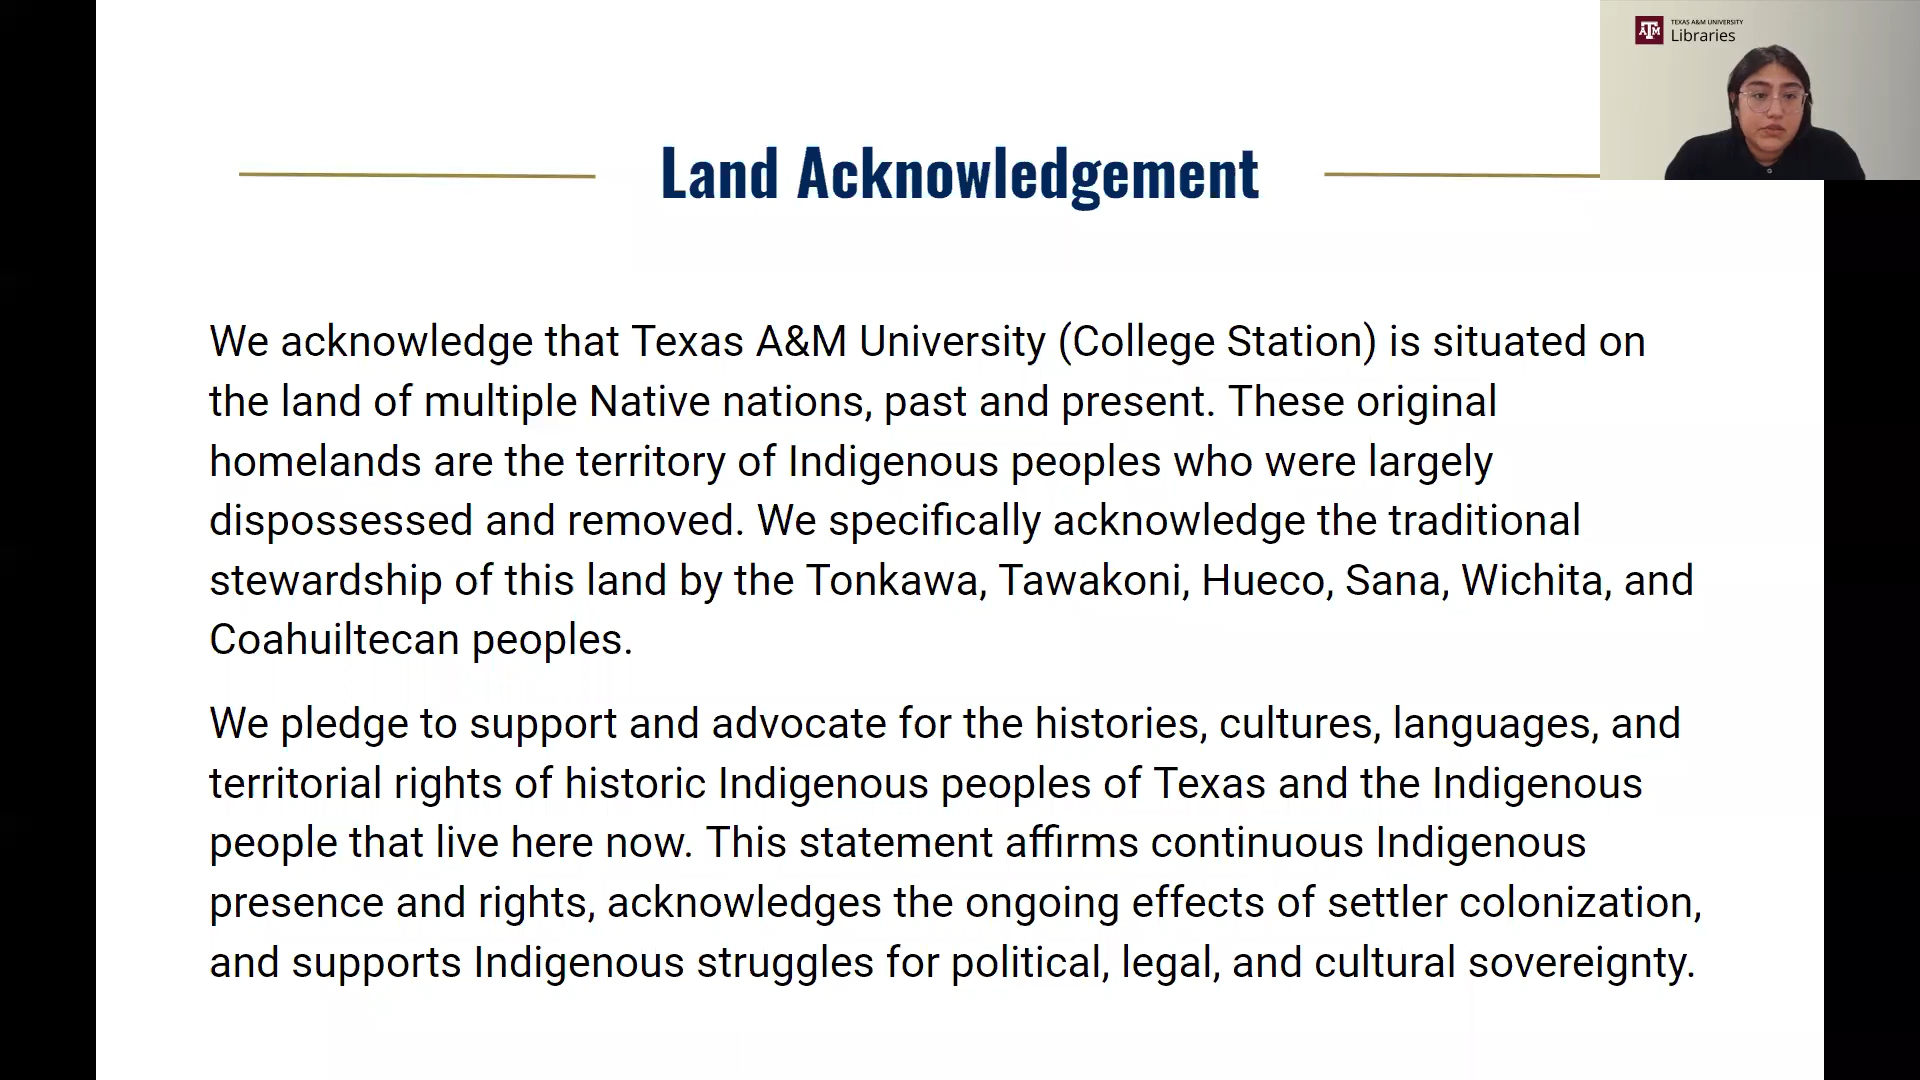 TEXAS A&M UNIVERSITY
Libraries
Land Acknowledgement
We acknowledge that Texas A&M University (College Station) is situated on
the land of multiple Native nations, past and present. These original
homelands are the territory of Indigenous peoples who were largely
dispossessed and removed. We specifically acknowledge the traditional
stewardship of this land by the Tonkawa, Tawakoni, Hueco, Sana, Wichita, and
Coahuiltecan peoples.
We pledge to support and advocate for the histories, cultures, languages, and
territorial rights of historic Indigenous peoples of Texas and the Indigenous
people that live here now. This statement affirms continuous Indigenous
presence and rights, acknowledges the ongoing effects of settler colonization,
and supports Indigenous struggles for political, legal, and cultural sovereignty.